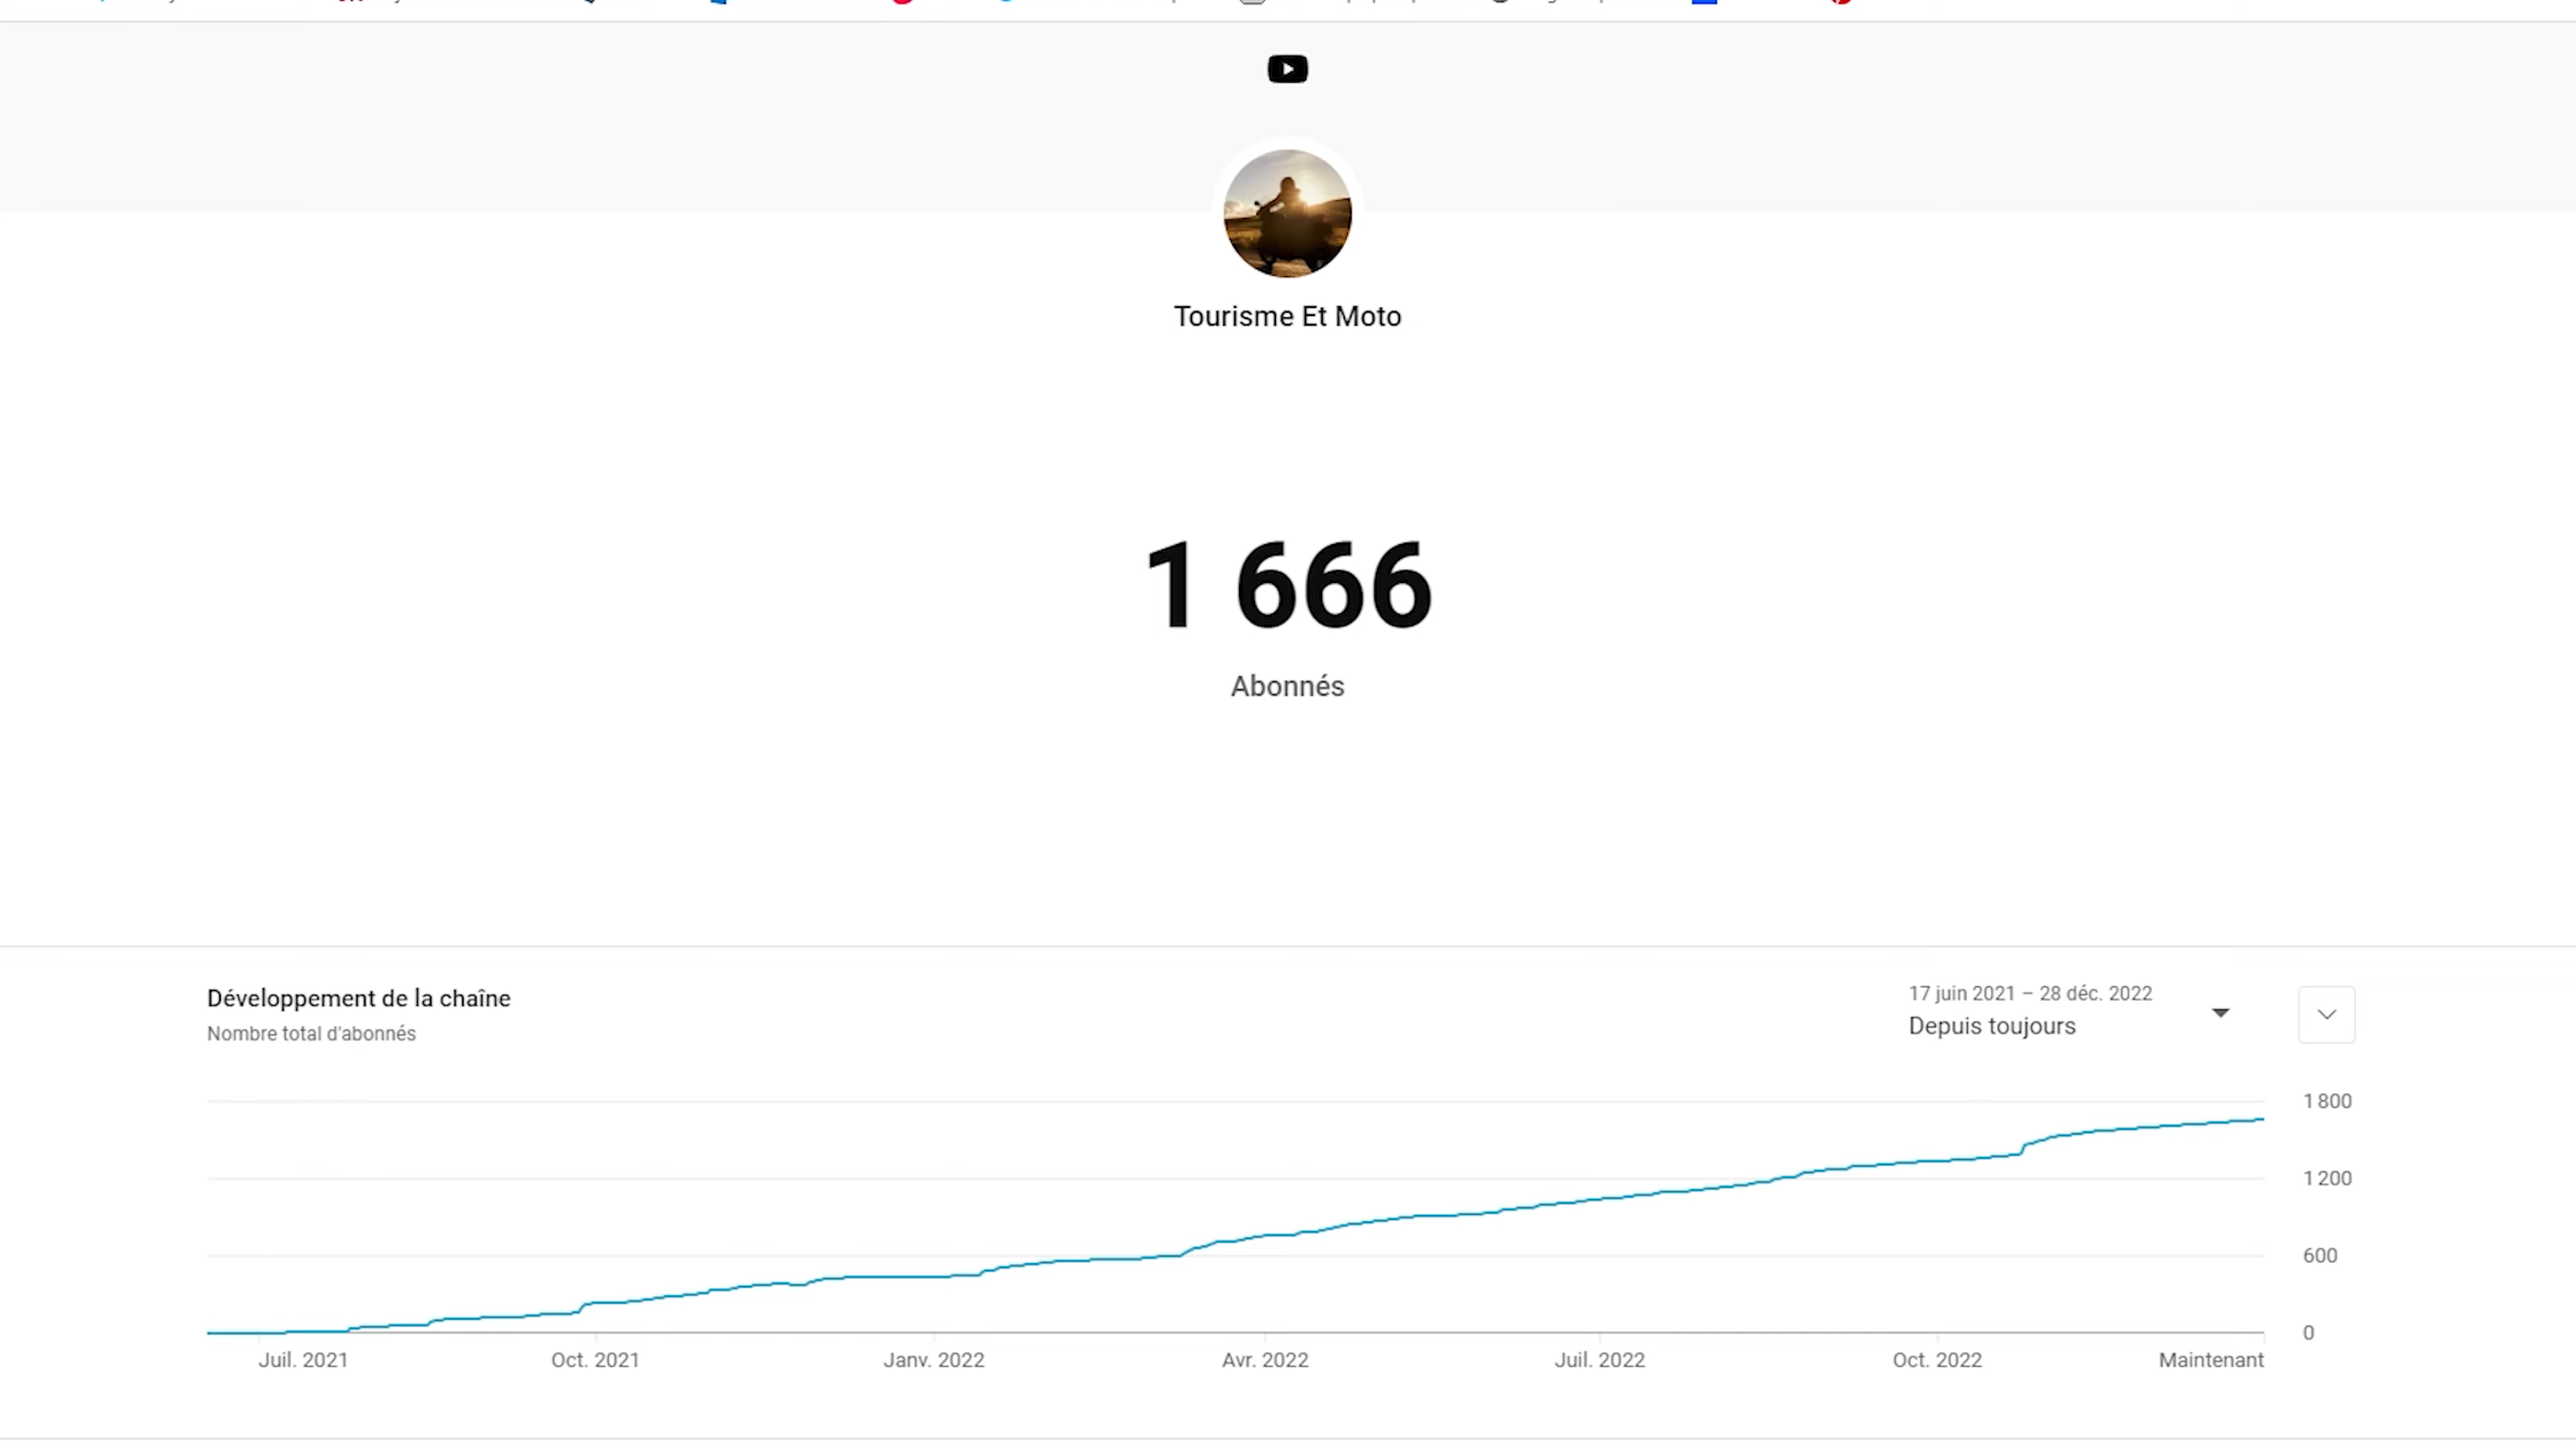 Tourisme Et Moto
1 666
Abonnés
Développement de la chaîne
Nombre total d'abonnés
17 juin 2021 – 28 déc. 2022
Depuis toujours
1 800
1 200
600
0
Juil. 2021
Oct. 2021
Janv. 2022
Avr. 2022
Juil. 2022
Oct. 2022
Maintenant